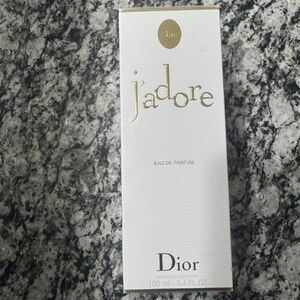 Dior
j'adore
EAU DE PARFUM
Dior
100 ml - 3.4 FL.OZ